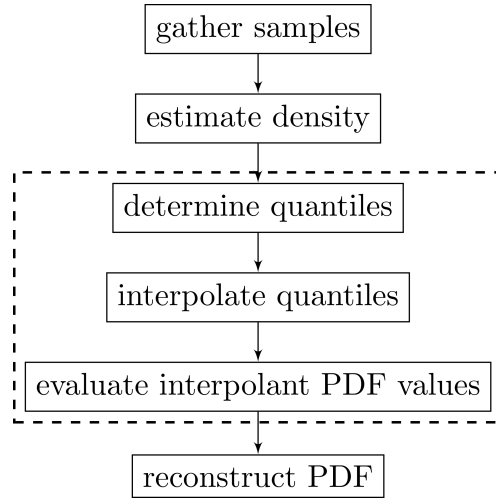 gather samples
estimate density
determine quantiles
interpolate quantiles
evaluate interpolant PDF values
reconstruct PDF